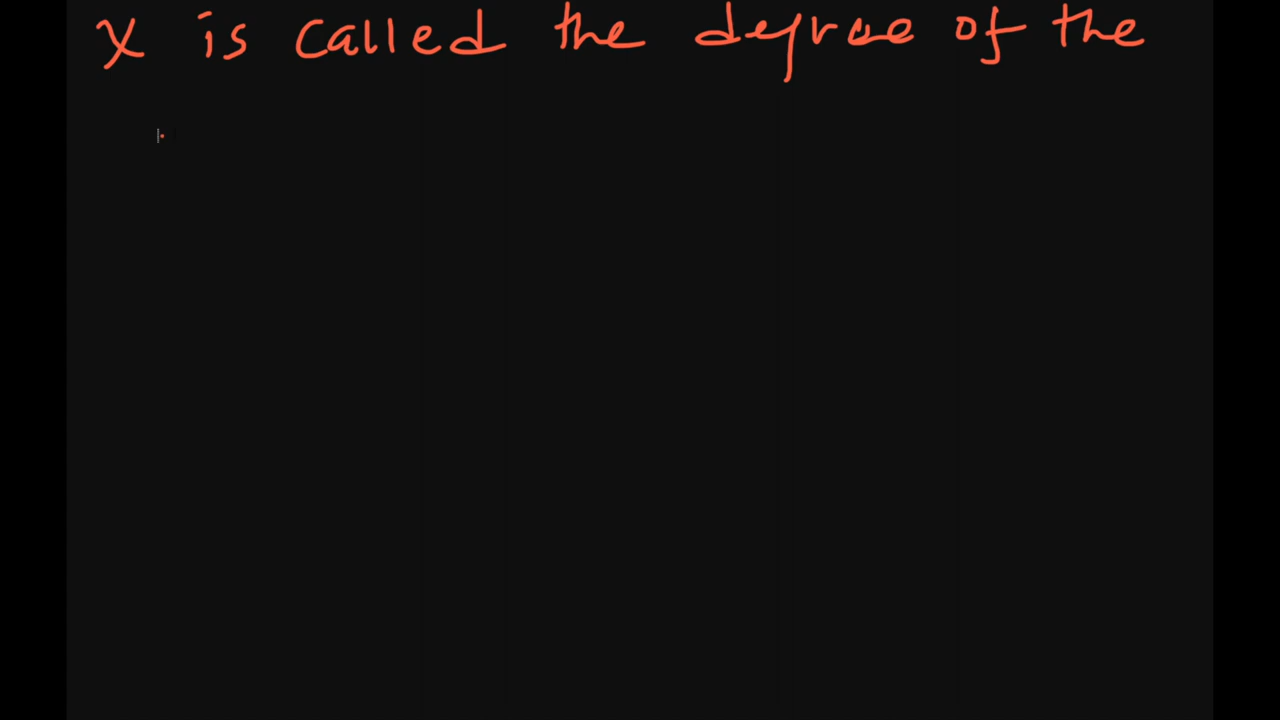 x is called the degree of the